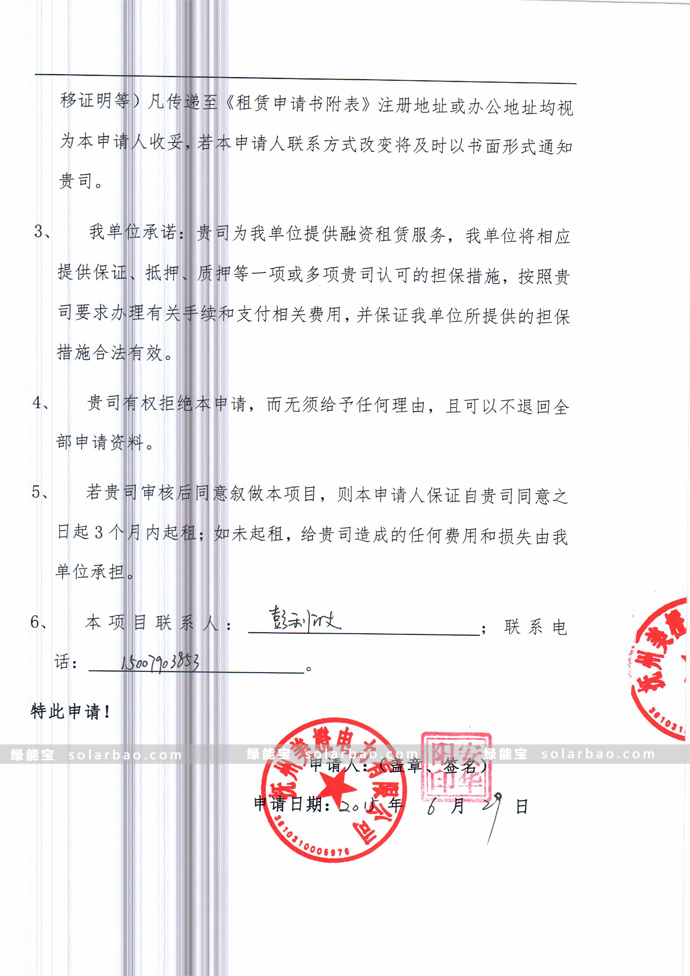 移证明等）凡传递至《租赁申请书附表》注册地址或办公地址均视
为本申请人收妥，若本申请人联系方式改变将及时以书面形式通知
贵司。
3、 我单位承诺：贵司为我单位提供融资租赁服务，我单位将相应
提供保证、抵押、质押等一项或多项贵司认可的担保措施，按照贵
司要求办理有关手续和支付相关费用，并保证我单位所提供的担保
措施合法有效。
4、 贵司有权拒绝本申请，而无须给予任何理由，且可以不退回全
部申请资料。
5、 若贵司审核后同意叙做本项目，则本申请人保证自贵司同意之
日起3个月内起租；如未起租，给贵司造成的任何费用和损失由我
单位承担。
6、 本项目联系人：彭；联系电
话：15007903853。
特此申请！
绿能宝 solarbao.com 绿能宝 solarbao.com 绿能宝 solarbao.com 绿能宝 solarbao.com
申请人：（盖章、签名）
申请日期：201 年 6 月 29 日
抚州美橙电力有限公司
3610310006976
安华阳印
抚州美橙
3610310